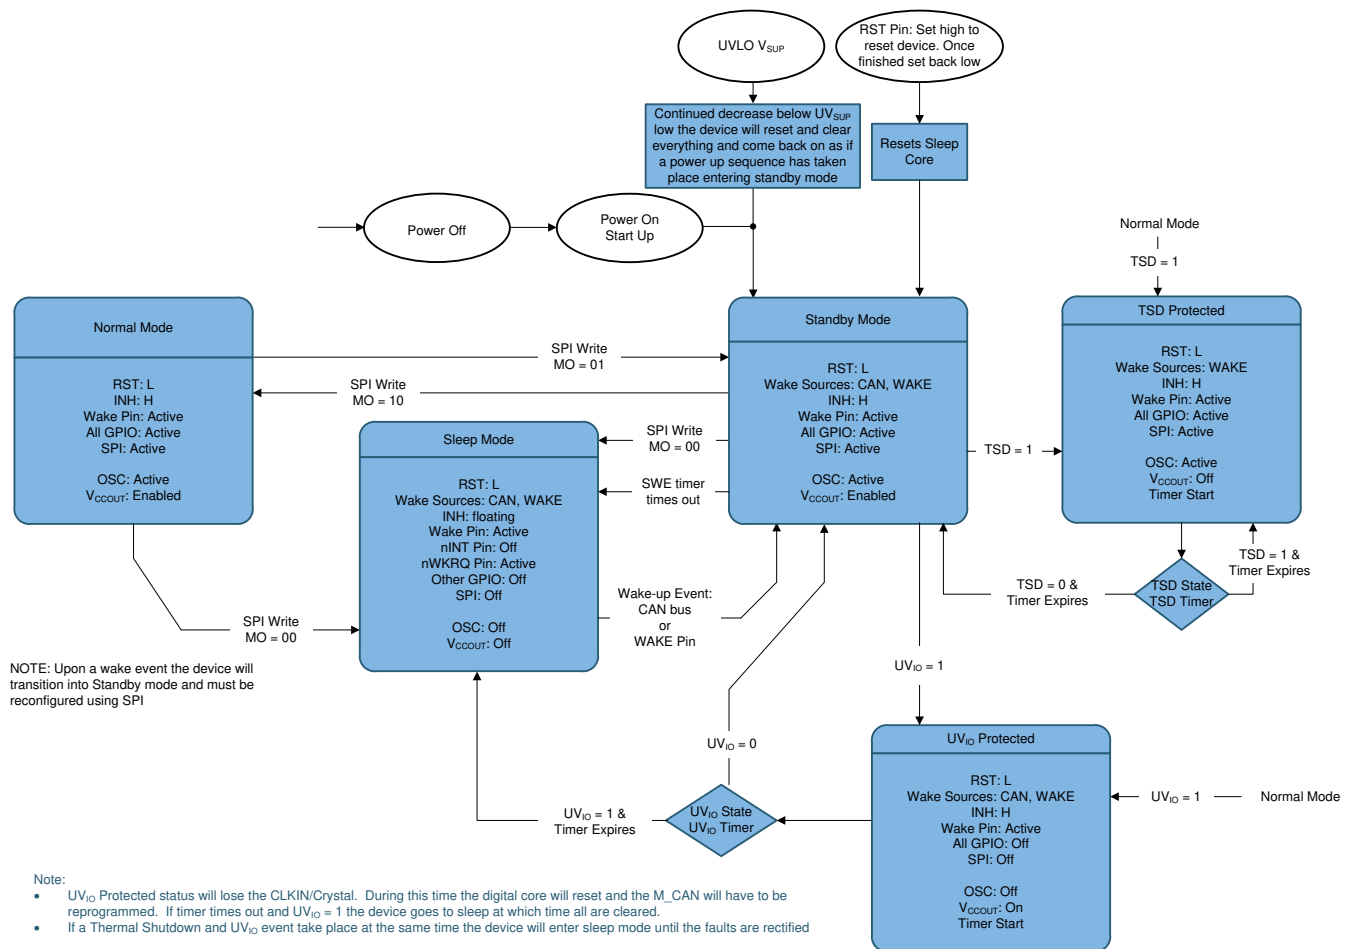 UVLO VSUP
RST Pin: Set high to
reset device. Once
finished set back low
Continued decrease below UVSUP
low the device will reset and clear
everything and come back on as if
a power up sequence has taken
place entering standby mode
Resets Sleep
Core
Power Off
Power On
Start Up
Normal Mode
TSD = 1
Normal Mode
RST: L
INH: H
Wake Pin: Active
All GPIO: Active
SPI: Active
OSC: Active
VCCOUT: Enabled
SPI Write
MO = 01
SPI Write
MO = 10
Standby Mode
RST: L
Wake Sources: CAN, WAKE
INH: H
Wake Pin: Active
All GPIO: Active
SPI: Active
OSC: Active
VCCOUT: Enabled
TSD = 1
TSD Protected
RST: L
Wake Sources: WAKE
INH: H
Wake Pin: Active
All GPIO: Active
SPI: Active
OSC: Active
VCCOUT: Off
Timer Start
Sleep Mode
RST: L
Wake Sources: CAN, WAKE
INH: floating
Wake Pin: Active
nINT Pin: Off
nWKRQ Pin: Active
Other GPIO: Off
SPI: Off
OSC: Off
VCCOUT: Off
SPI Write
MO = 00
SWE timer
times out
Wake-up Event:
CAN bus
or
WAKE Pin
TSD = 0 &
Timer Expires
TSD State
TSD Timer
TSD = 1 &
Timer Expires
SPI Write
MO = 00
NOTE: Upon a wake event the device will
transition into Standby mode and must be
reconfigured using SPI
UVIO = 1
UVIO = 0
UVIO Protected
RST: L
Wake Sources: CAN, WAKE
INH: H
Wake Pin: Active
All GPIO: Off
SPI: Off
OSC: Off
VCCOUT: On
Timer Start
UVIO = 1
Normal Mode
UVIO State
UVIO Timer
UVIO = 1 &
Timer Expires
Note:
• UVIO Protected status will lose the CLKIN/Crystal. During this time the digital core will reset and the M_CAN will have to be
reprogrammed. If timer times out and UVIO = 1 the device goes to sleep at which time all are cleared.
• If a Thermal Shutdown and UVIO event take place at the same time the device will enter sleep mode until the faults are rectified